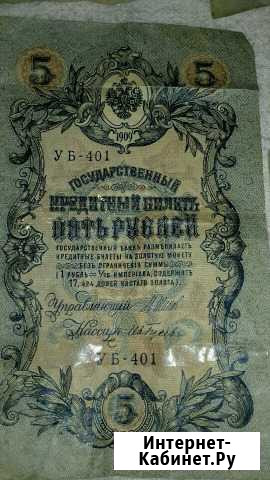 5 5
1909
УБ-401
ГОСУДАРСТВЕННЫЙ
КРЕДИТНЫЙ БИЛЕТЪ
ПЯТЬ РУБЛЕЙ
ГОСУДАРСТВЕННЫЙ БАНКЪ РАЗМѢНИВАЕТЪ
КРЕДИТНЫЕ БИЛЕТЫ НА ЗОЛОТУЮ МОНЕТУ
БЕЗЪ ОГРАНИЧЕНІЯ СУММЫ
(1 РУБЛЬ = 1/15 ИМПЕРІАЛА, СОДЕРЖИТЪ
17,424 ДОЛЕЙ ЧИСТАГО ЗОЛОТА)
Управляющій
Кассиръ
УБ-401
5
Интернет-
Кабинет.Ру